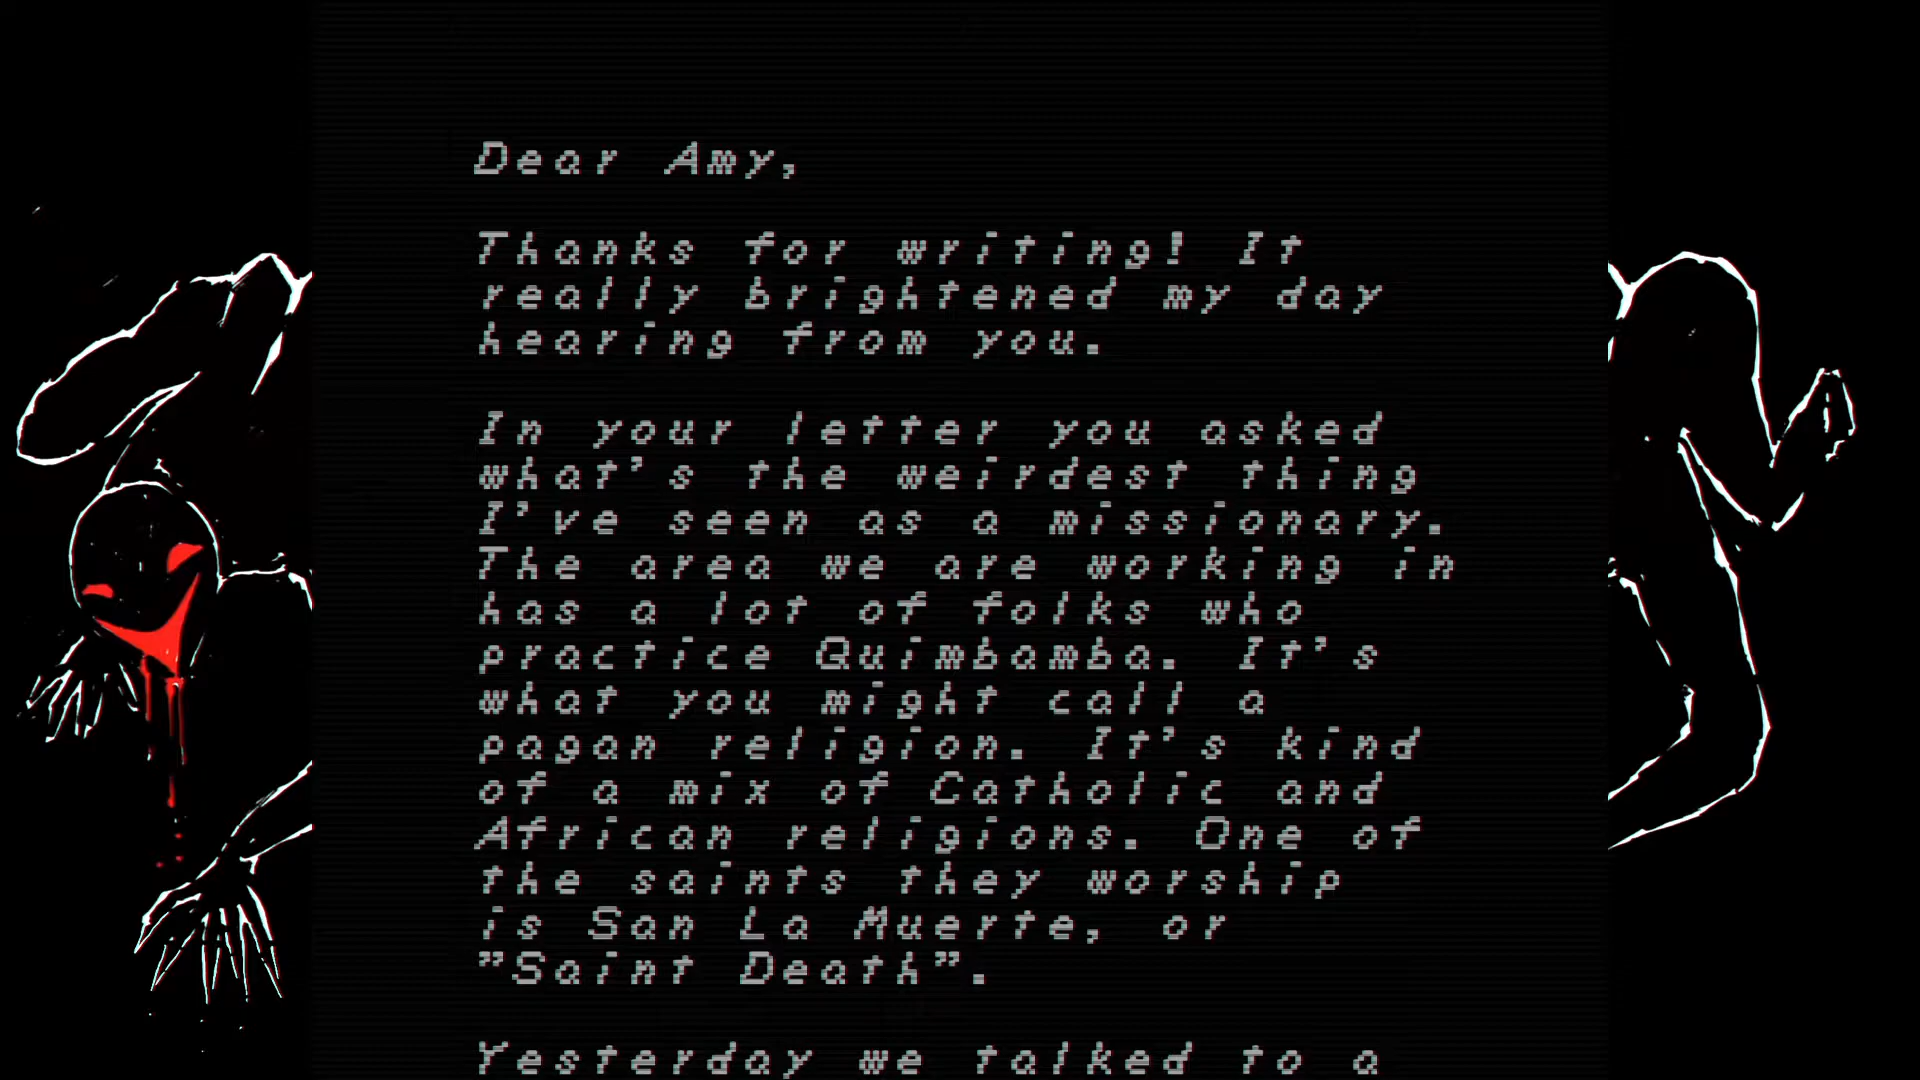 Dear Amy,
Thanks for writing! It
really brightened my day
hearing from you.
In your letter you asked
what's the weirdest thing
I've seen as a missionary.
The area we are working in
has a lot of folks who
practice Quimbamba. It's
what you might call a
pagan religion. It's kind
of a mix of Catholic and
African religions. One of
the saints they worship
is San La Muerte, or
"Saint Death".
Yesterday we talked to a